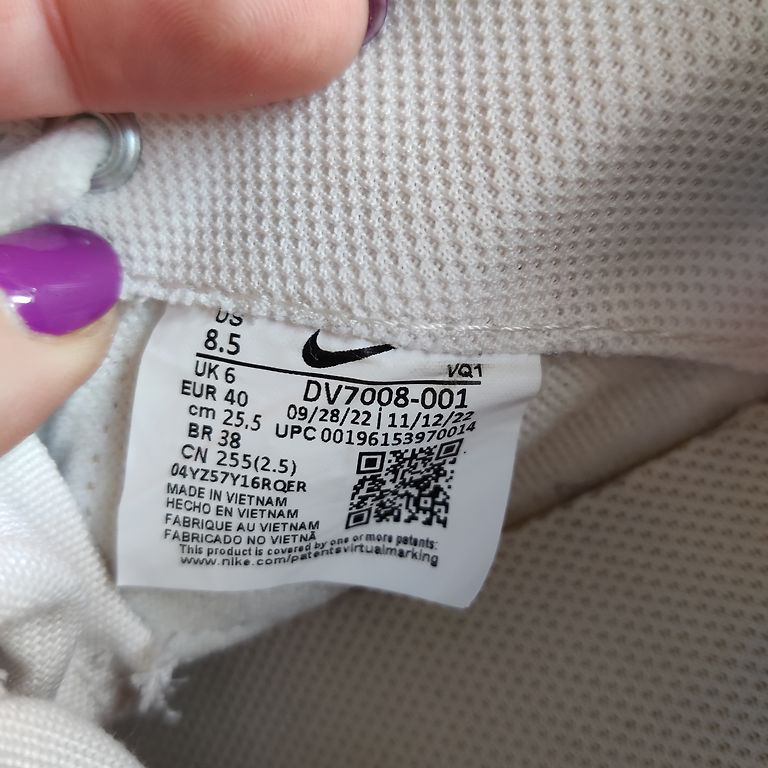 US
8.5
VQ1
UK 6
EUR 40
cm 25.5
BR 38
CN 255(2.5)
DV7008-001
09/28/22 | 11/12/22
UPC 00196153970014
04YZ57Y16RQER
MADE IN VIETNAM
HECHO EN VIETNAM
FABRIQUE AU VIETNAM
FABRICADO NO VIETNÃ
This product is covered by one or more patents:
www.nike.com/patentsvirtualmarking